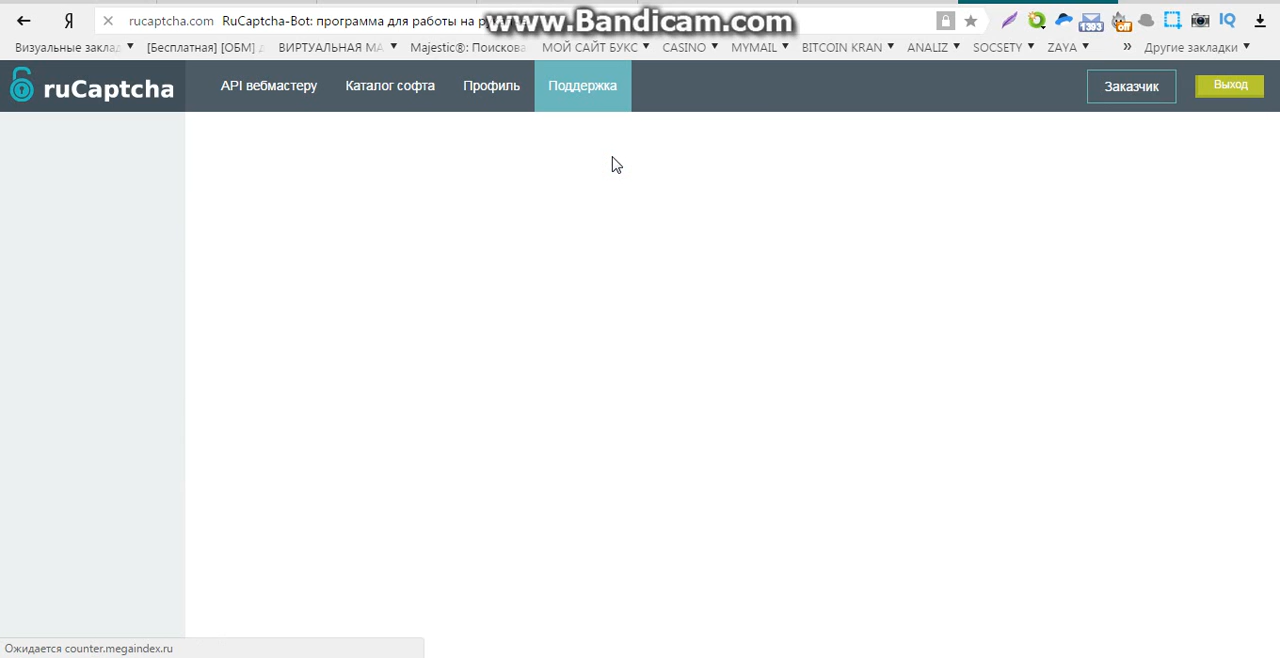 www.Bandicam.com
rucaptcha.com RuCaptcha-Bot: программа для работы на
Визуальные заклад [Бесплатная] [ОБМ] ВИРТУАЛЬНАЯ МА Majestic®: Поискова МОЙ САЙТ БУКС CASINO MYMAIL BITCOIN KRAN ANALIZ SOCSETY ZAYA » Другие закладки
ruCaptcha API вебмастеру Каталог софта Профиль Поддержка Заказчик Выход
Ожидается counter.megaindex.ru